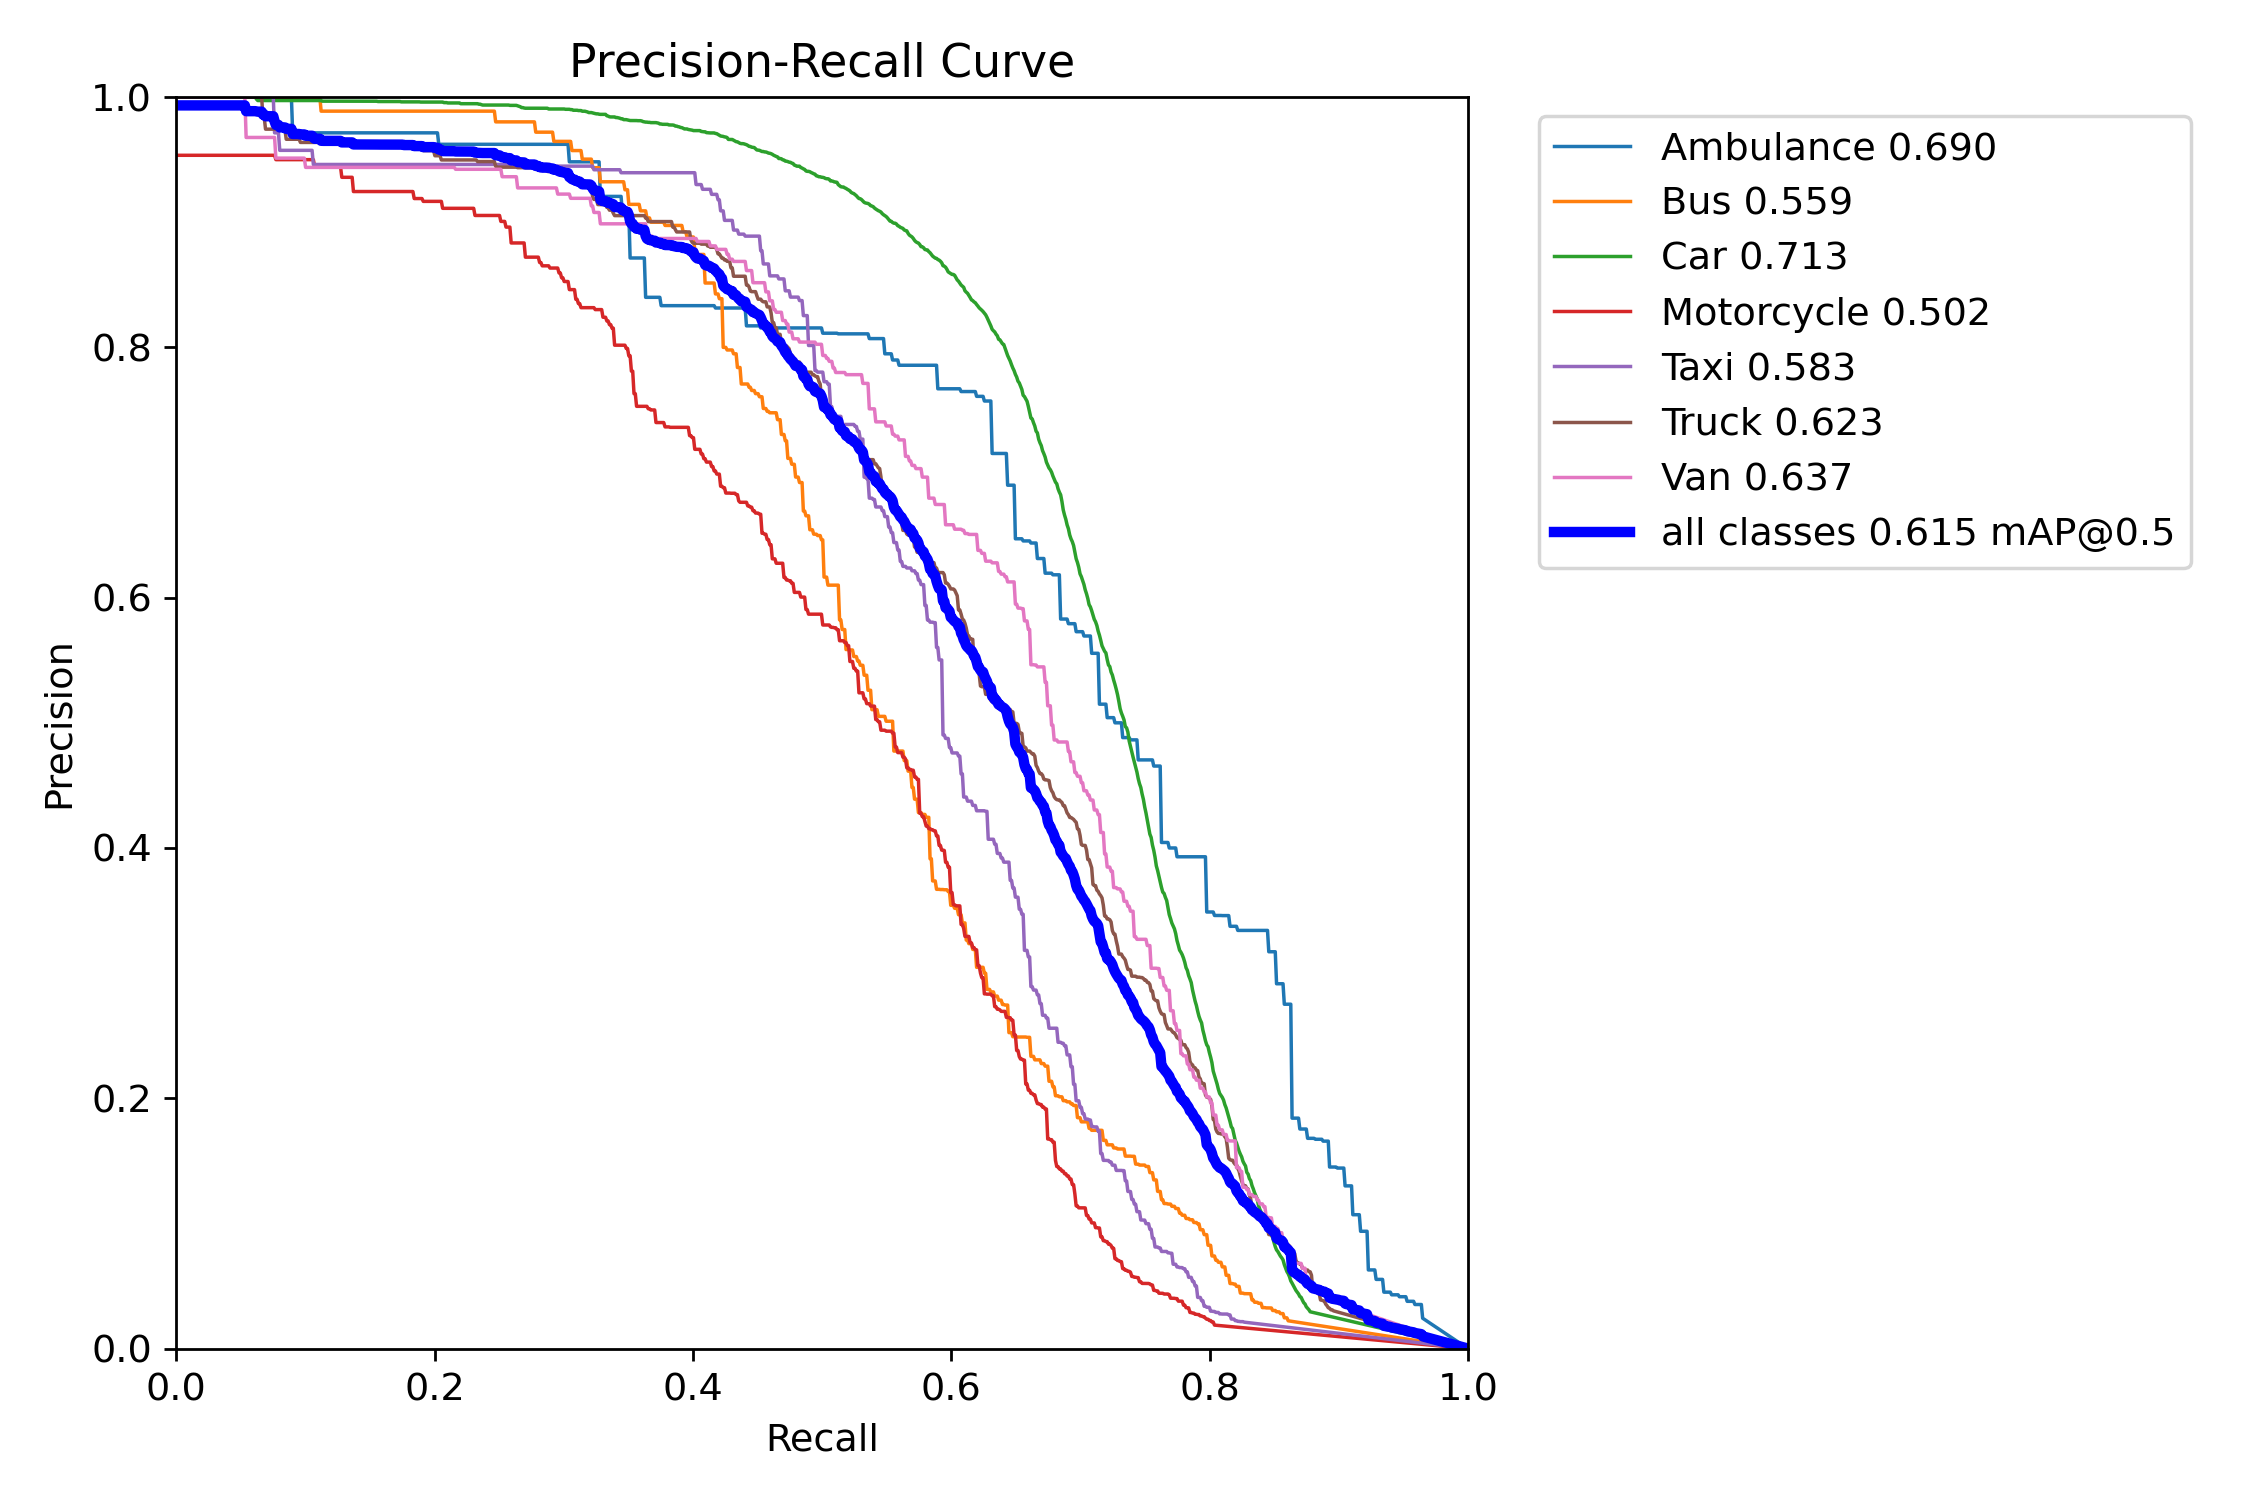 Precision-Recall Curve
1.0
0.8
0.6
0.4
0.2
0.0
Precision
0.0 0.2 0.4 0.6 0.8 1.0
Recall
Ambulance 0.690
Bus 0.559
Car 0.713
Motorcycle 0.502
Taxi 0.583
Truck 0.623
Van 0.637
all classes 0.615 mAP@0.5